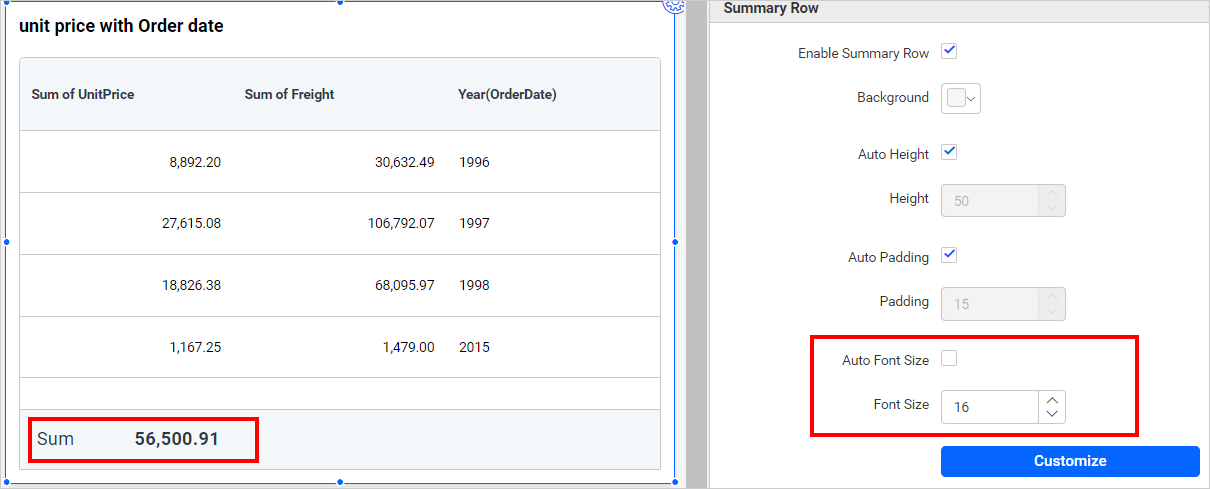 unit price with Order date
Sum of UnitPrice Sum of Freight Year(OrderDate)
8,892.20 30,632.49 1996
27,615.08 106,792.07 1997
18,826.38 68,095.97 1998
1,167.25 1,479.00 2015
Sum 56,500.91
Summary Row
Enable Summary Row
Background
Auto Height
Height 50
Auto Padding
Padding 15
Auto Font Size
Font Size 16
Customize